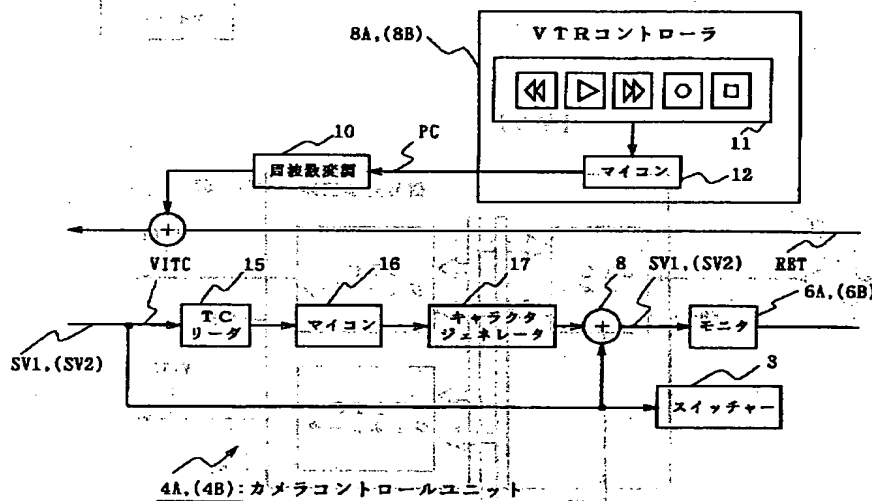 8A,(8B)
VTRコントローラ
11
10
PC
周波数変調
マイコン
12
VITC
15
16
17
8
SV1,(SV2)
RET
6A,(6B)
TC
リーダ
マイコン
キャラクタ
ジェネレータ
モニタ
SV1,(SV2)
3
スイッチャー
4A,(4B):カメラコントロールユニット